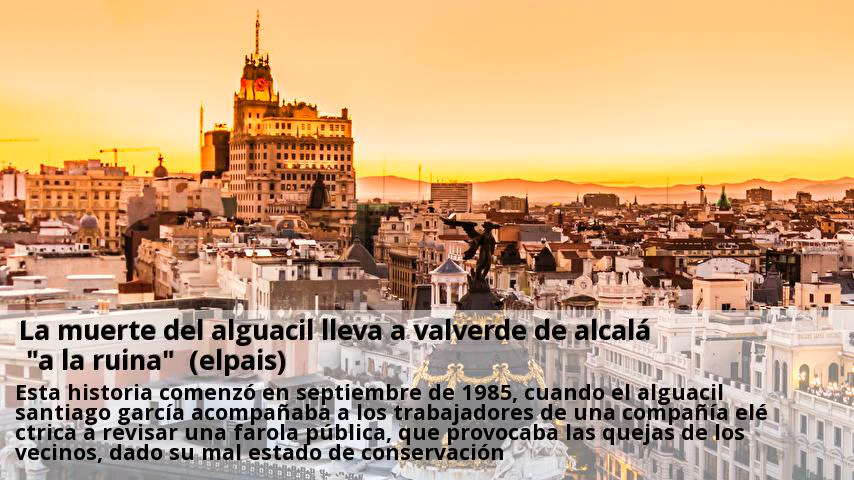 La muerte del alguacil lleva a valverde de alcalá
"a la ruina" (elpais)
Esta historia comenzó en septiembre de 1985, cuando el alguacil
santiago garcía acompañaba a los trabajadores de una compañía elé
ctrica a revisar una farola pública, que provocaba las quejas de los
vecinos, dado su mal estado de conservación